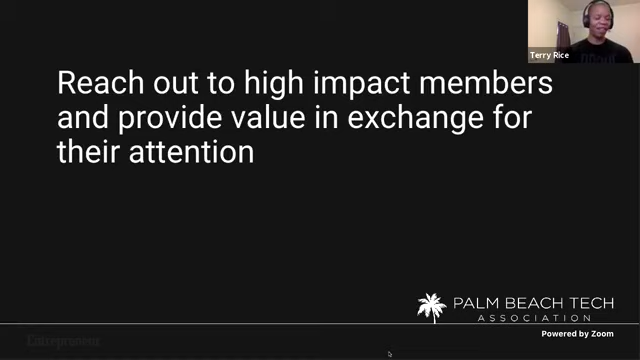 Terry Rice
Reach out to high impact members
and provide value in exchange for
their attention
PALM BEACH TECH
ASSOCIATION
Powered by Zoom
Entrepreneur